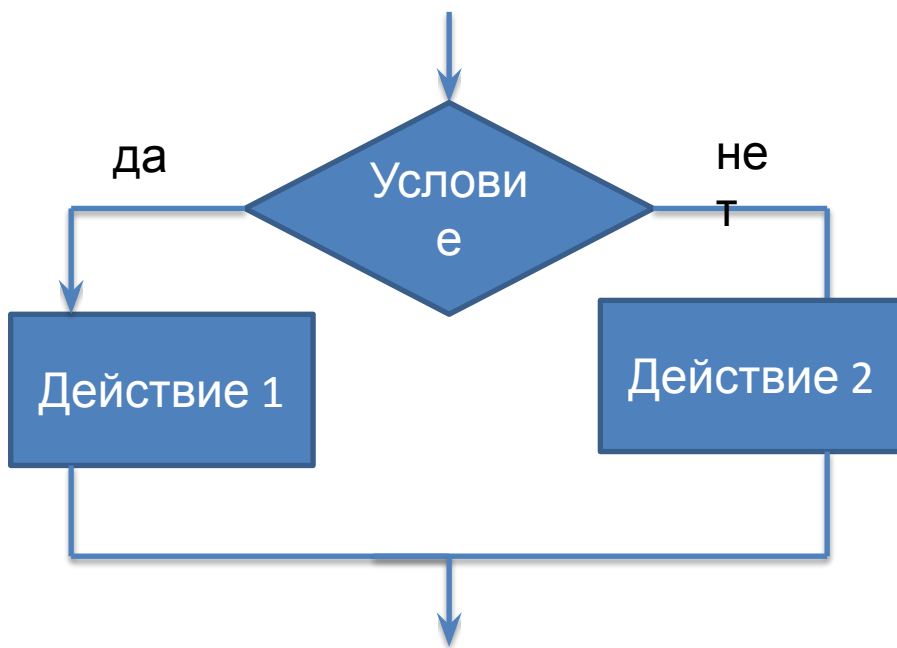 да
Услови
е
не
т
Действие 1
Действие 2